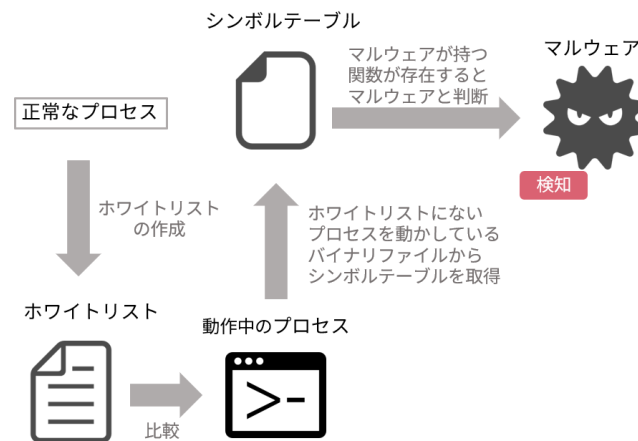 シンボルテーブル
マルウェアが持つ
関数が存在すると
マルウェアと判断
マルウェア
正常なプロセス
検知
ホワイトリスト
の作成
ホワイトリストにない
プロセスを動かしている
バイナリファイルから
シンボルテーブルを取得
ホワイトリスト
動作中のプロセス
比較